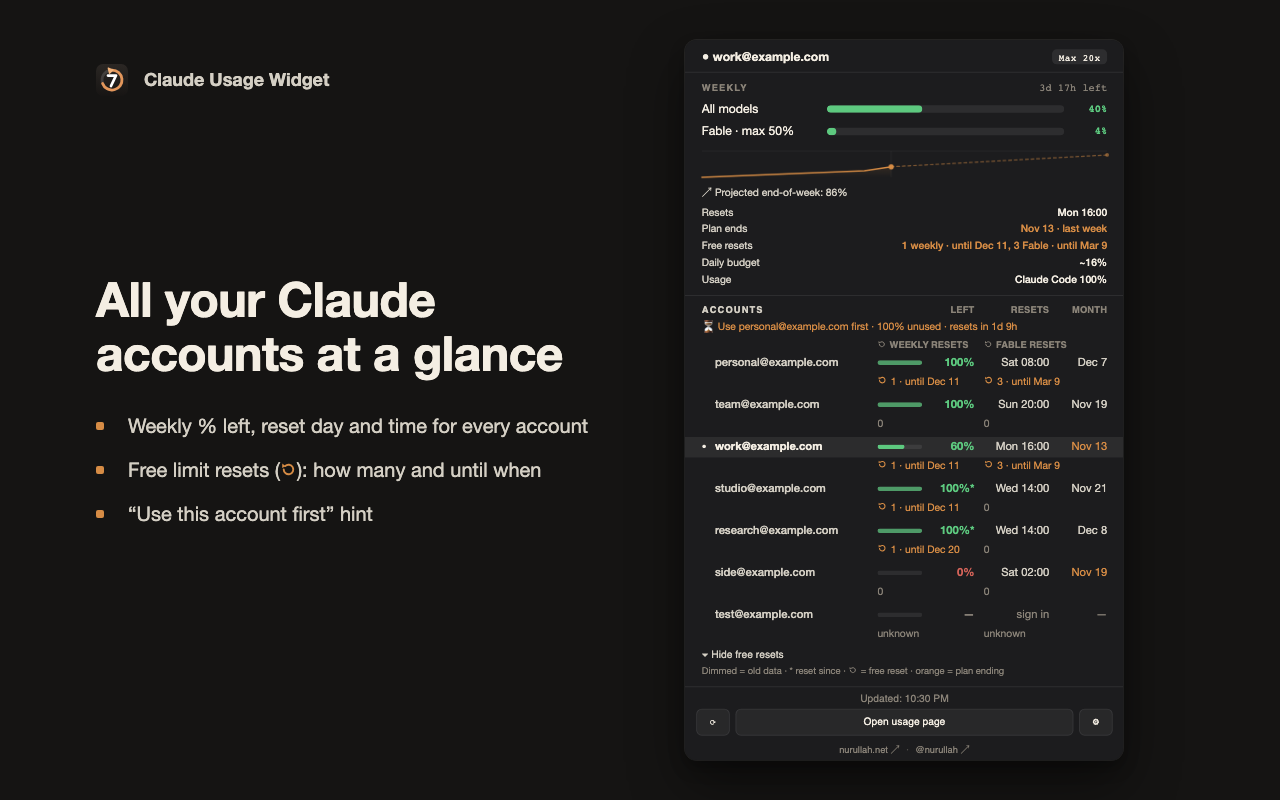 7 Claude Usage Widget
All your Claude
accounts at a glance
Weekly % left, reset day and time for every account
Free limit resets (): how many and until when
“Use this account first” hint
work@example.com Max 20x
WEEKLY 3d 17h left
All models 40%
Fable · max 50% 4%
↗ Projected end-of-week: 86%
Resets Mon 16:00
Plan ends Nov 13 · last week
Free resets 1 weekly · until Dec 11, 3 Fable · until Mar 9
Daily budget ~16%
Usage Claude Code 100%
ACCOUNTS LEFT RESETS MONTH
⏳ Use personal@example.com first · 100% unused · resets in 1d 9h
WEEKLY RESETS FABLE RESETS
personal@example.com 100% Sat 08:00 Dec 7
1 · until Dec 11 3 · until Mar 9
team@example.com 100% Sun 20:00 Nov 19
0 0
work@example.com 60% Mon 16:00 Nov 13
1 · until Dec 11 3 · until Mar 9
studio@example.com 100%* Wed 14:00 Nov 21
1 · until Dec 11 0
research@example.com 100%* Wed 14:00 Dec 8
1 · until Dec 20 0
side@example.com 0% Sat 02:00 Nov 19
0 0
test@example.com — sign in —
unknown unknown
Hide free resets
Dimmed = old data · * reset since · = free reset · orange = plan ending
Updated: 10:30 PM
Open usage page
nurullah.net ↗ · @nurullah ↗